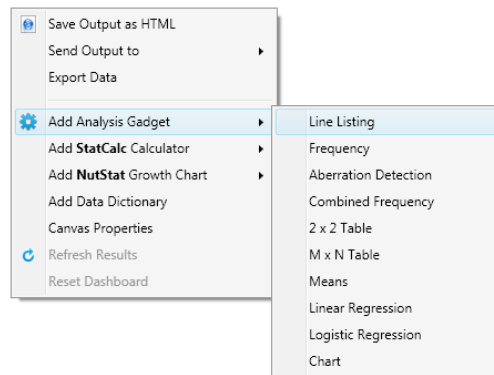 Save Output as HTML
Send Output to
Export Data
Add Analysis Gadget
Add StatCalc Calculator
Add NutStat Growth Chart
Add Data Dictionary
Canvas Properties
Refresh Results
Reset Dashboard
Line Listing
Frequency
Aberration Detection
Combined Frequency
2 x 2 Table
M x N Table
Means
Linear Regression
Logistic Regression
Chart